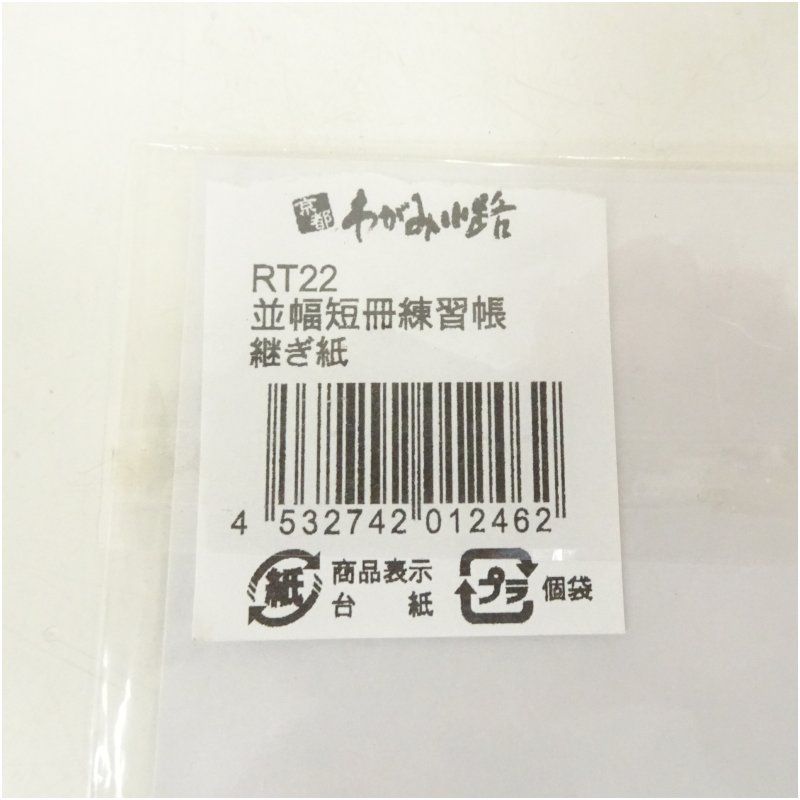 京都 わがみ小路
RT22
並幅短冊練習帳
継ぎ紙
4 532742 012462
紙 商品表示 プラ 個袋
台 紙